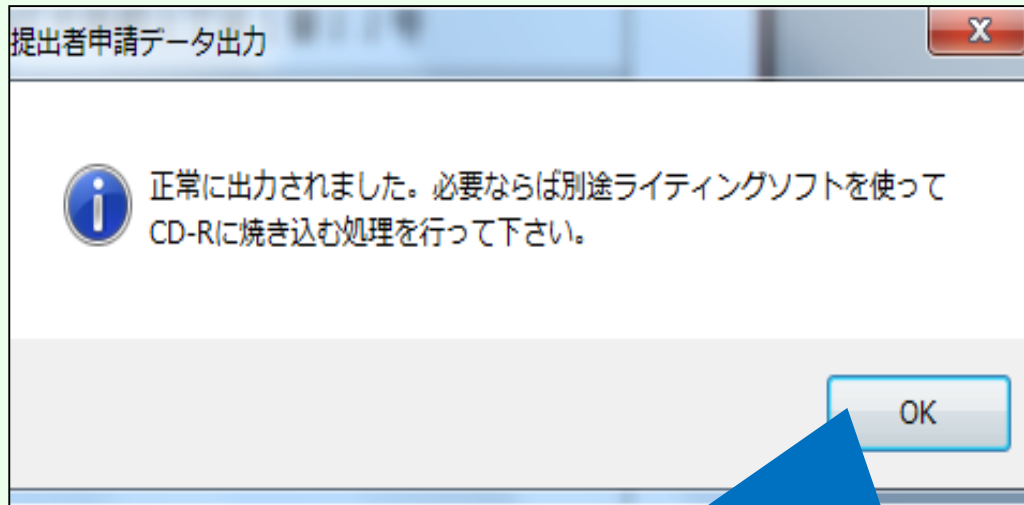 提出者申請データ出力
正常に出力されました。必要ならば別途ライティングソフトを使って
CD-Rに焼き込む処理を行って下さい。
OK